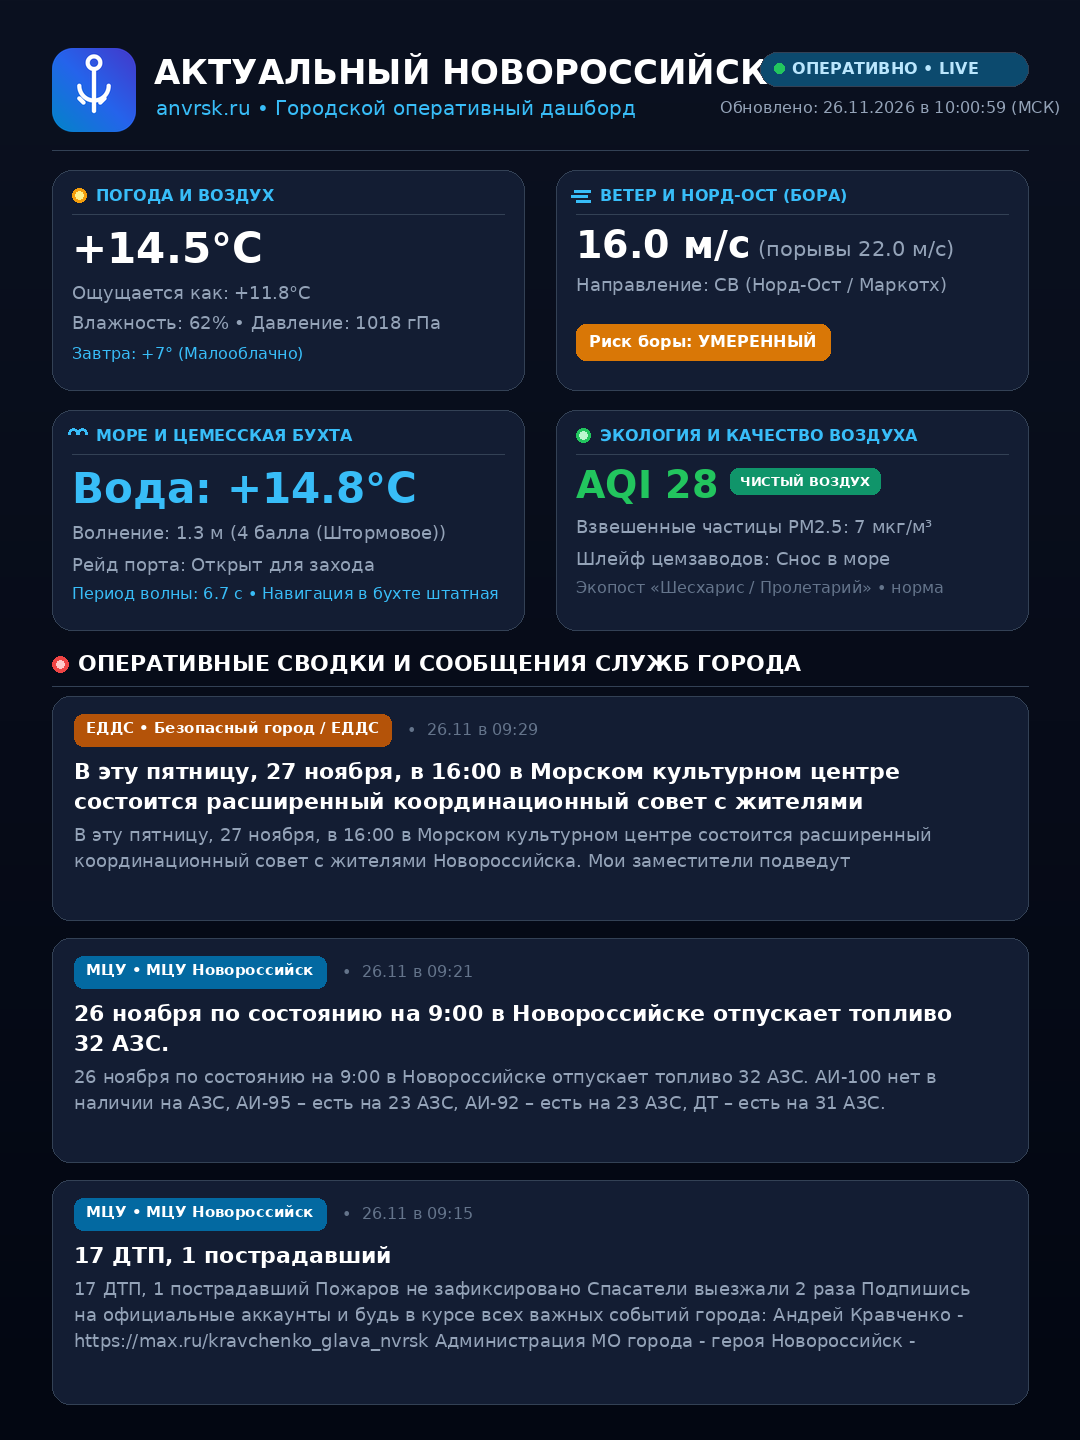 АКТУАЛЬНЫЙ НОВОРОССИЙСК
ОПЕРАТИВНО • LIVE
anvrsk.ru • Городской оперативный дашборд
Обновлено: 26.11.2026 в 10:00:59 (МСК)
ПОГОДА И ВОЗДУХ
+14.5°C
Ощущается как: +11.8°C
Влажность: 62% • Давление: 1018 гПа
Завтра: +7° (Малооблачно)
ВЕТЕР И НОРД-ОСТ (БОРА)
16.0 м/с (порывы 22.0 м/с)
Направление: СВ (Норд-Ост / Маркотх)
Риск боры: УМЕРЕННЫЙ
МОРЕ И ЦЕМЕССКАЯ БУХТА
Вода: +14.8°C
Волнение: 1.3 м (4 балла (Штормовое))
Рейд порта: Открыт для захода
Период волны: 6.7 с • Навигация в бухте штатная
ЭКОЛОГИЯ И КАЧЕСТВО ВОЗДУХА
AQI 28 ЧИСТЫЙ ВОЗДУХ
Взвешенные частицы PM2.5: 7 мкг/м³
Шлейф цемзаводов: Снос в море
Экопост «Шесхарис / Пролетарий» • норма
ОПЕРАТИВНЫЕ СВОДКИ И СООБЩЕНИЯ СЛУЖБ ГОРОДА
ЕДДС • Безопасный город / ЕДДС • 26.11 в 09:29
В эту пятницу, 27 ноября, в 16:00 в Морском культурном центре
состоится расширенный координационный совет с жителями
В эту пятницу, 27 ноября, в 16:00 в Морском культурном центре состоится расширенный
координационный совет с жителями Новороссийска. Мои заместители подведут
МЦУ • МЦУ Новороссийск • 26.11 в 09:21
26 ноября по состоянию на 9:00 в Новороссийске отпускает топливо
32 АЗС.
26 ноября по состоянию на 9:00 в Новороссийске отпускает топливо 32 АЗС. АИ-100 нет в
наличии на АЗС, АИ-95 – есть на 23 АЗС, АИ-92 – есть на 23 АЗС, ДТ – есть на 31 АЗС.
МЦУ • МЦУ Новороссийск • 26.11 в 09:15
17 ДТП, 1 пострадавший
17 ДТП, 1 пострадавший Пожаров не зафиксировано Спасатели выезжали 2 раза Подпишись
на официальные аккаунты и будь в курсе всех важных событий города: Андрей Кравченко -
https://max.ru/kravchenko_glava_nvrsk Администрация МО города - героя Новороссийск -